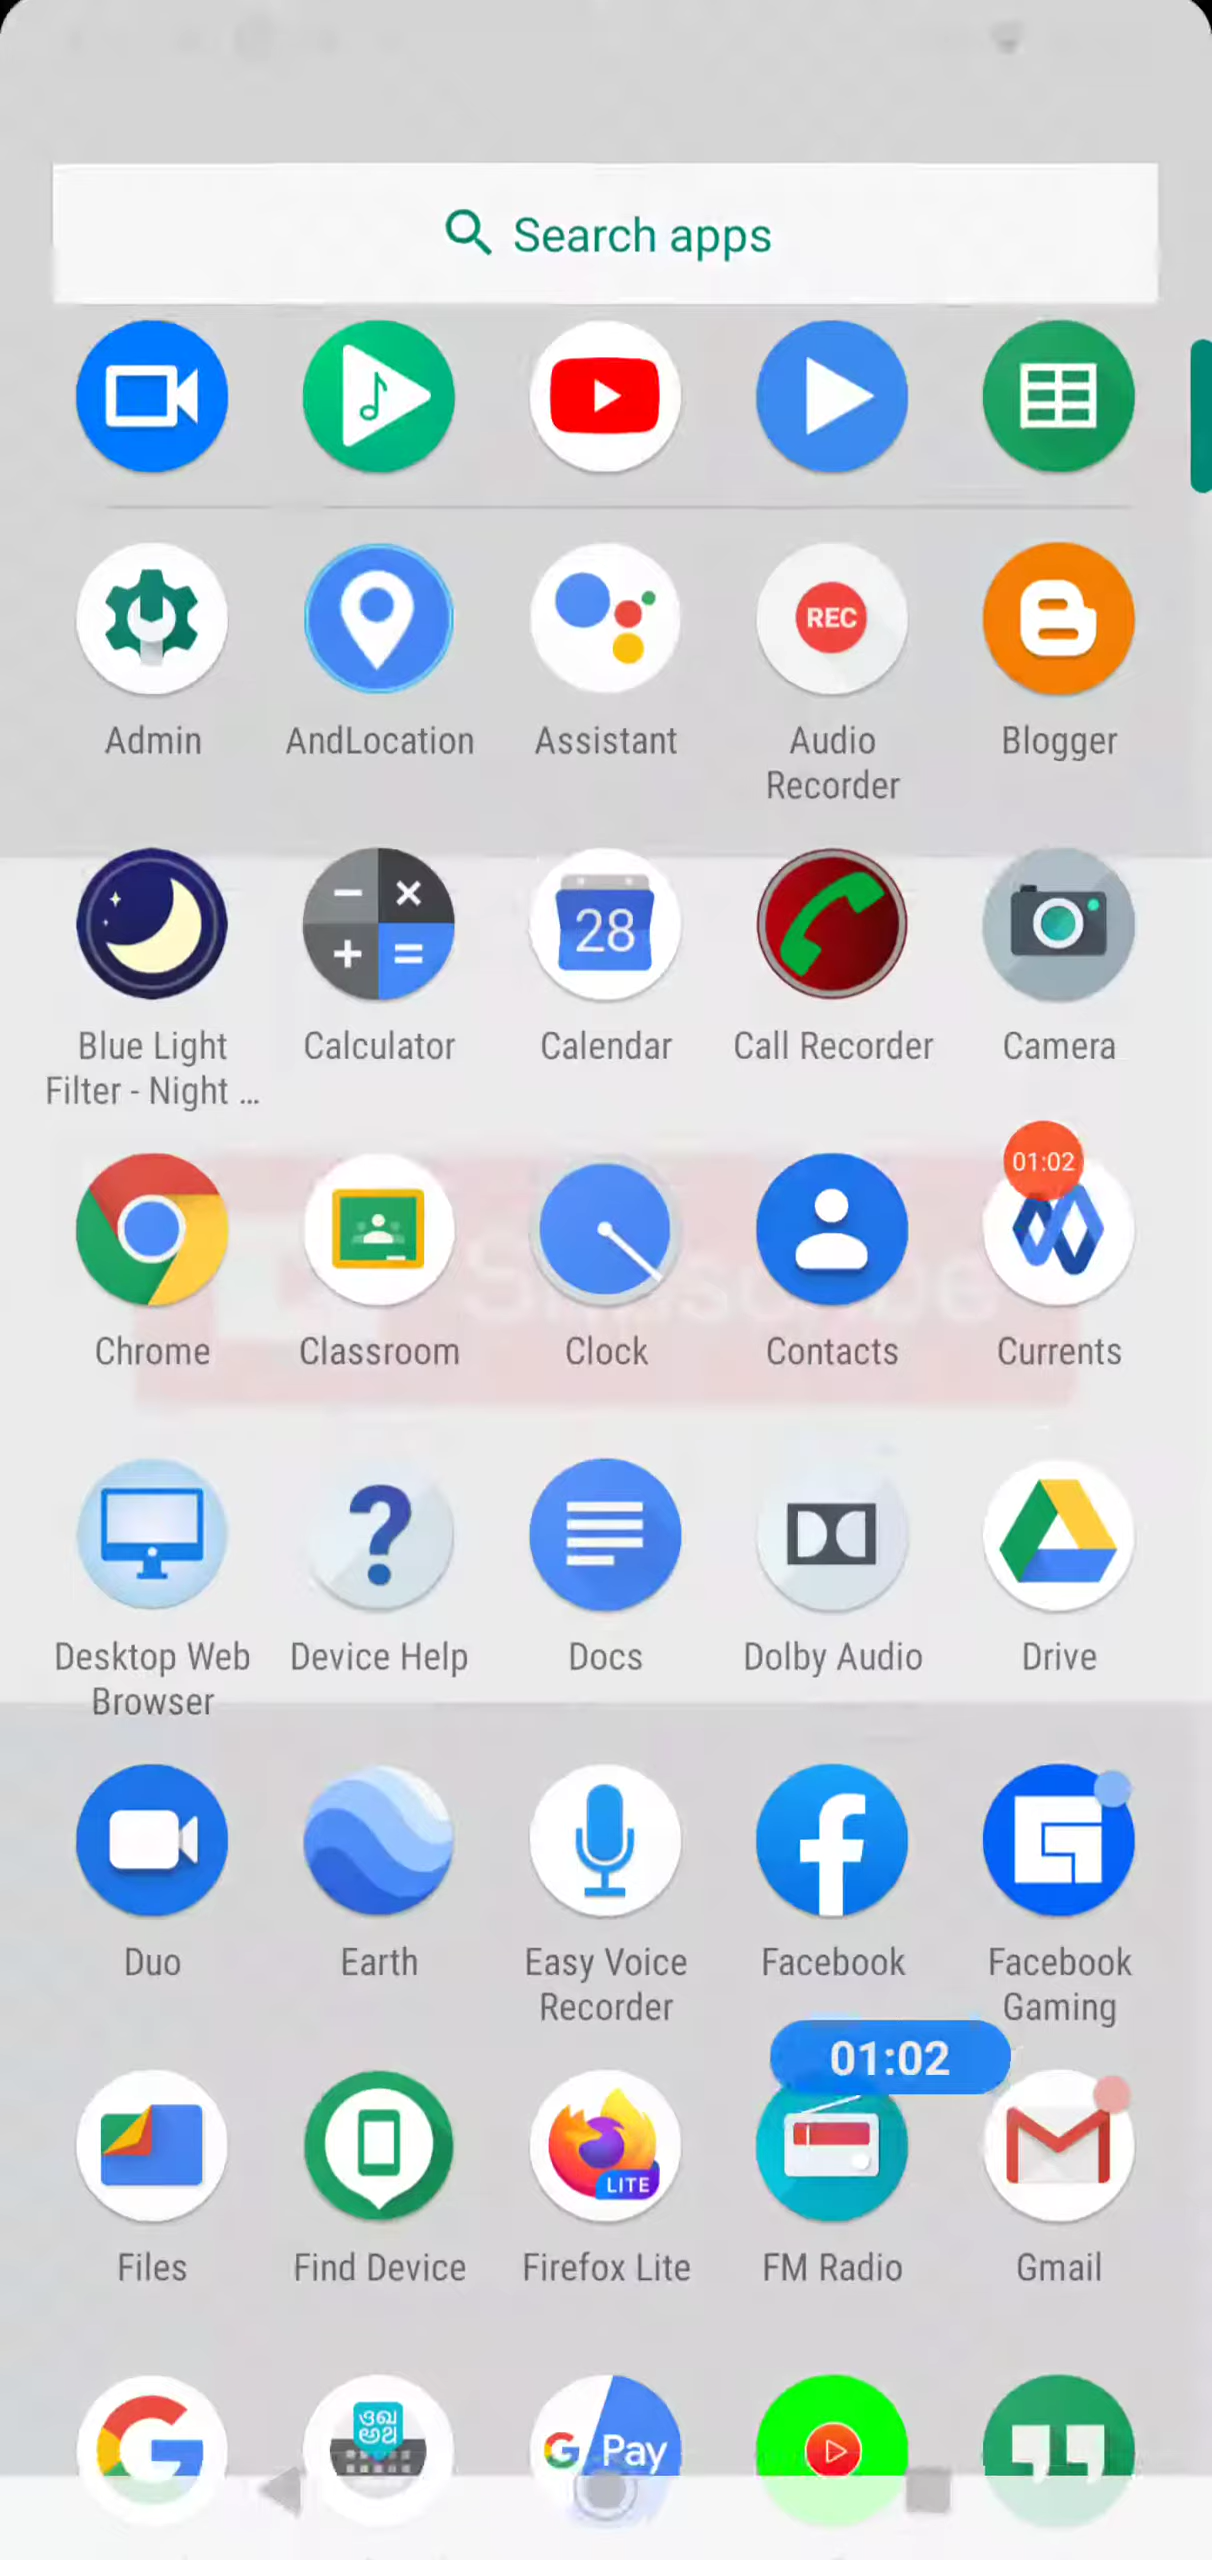 Search apps
REC
Admin
AndLocation
Assistant
Audio
Recorder
Blogger
28
Blue Light
Filter - Night ...
Calculator
Calendar
Call Recorder
Camera
01:02
Subscribe
Chrome
Classroom
Clock
Contacts
Currents
Desktop Web
Browser
Device Help
Docs
Dolby Audio
Drive
Duo
Earth
Easy Voice
Recorder
Facebook
Facebook
Gaming
01:02
LITE
Files
Find Device
Firefox Lite
FM Radio
Gmail
G Pay